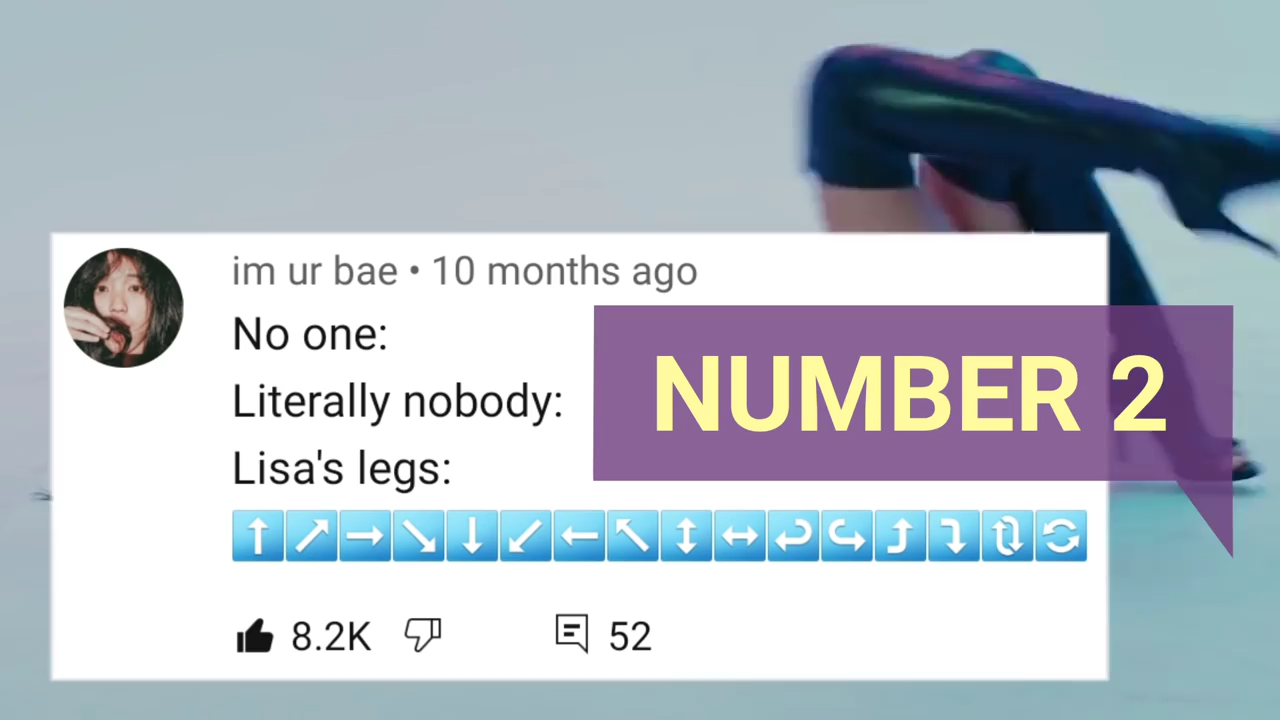 im ur bae • 10 months ago
No one:
Literally nobody:
Lisa's legs:
⬆️↗️➡️↘️⬇️↙️⬅️↖️↕️↔️↩️↪️⤴️⤵️🔃🔄
8.2K 52
NUMBER 2